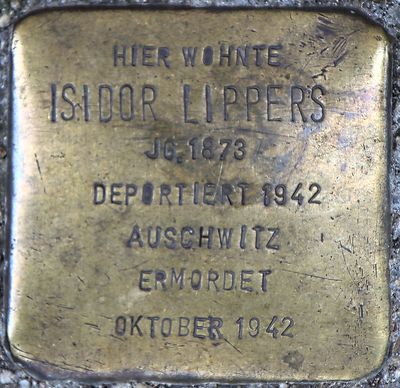 HIER WOHNTE
ISIDOR LIPPERS
JG. 1873
DEPORTIERT 1942
AUSCHWITZ
ERMORDET
OKTOBER 1942